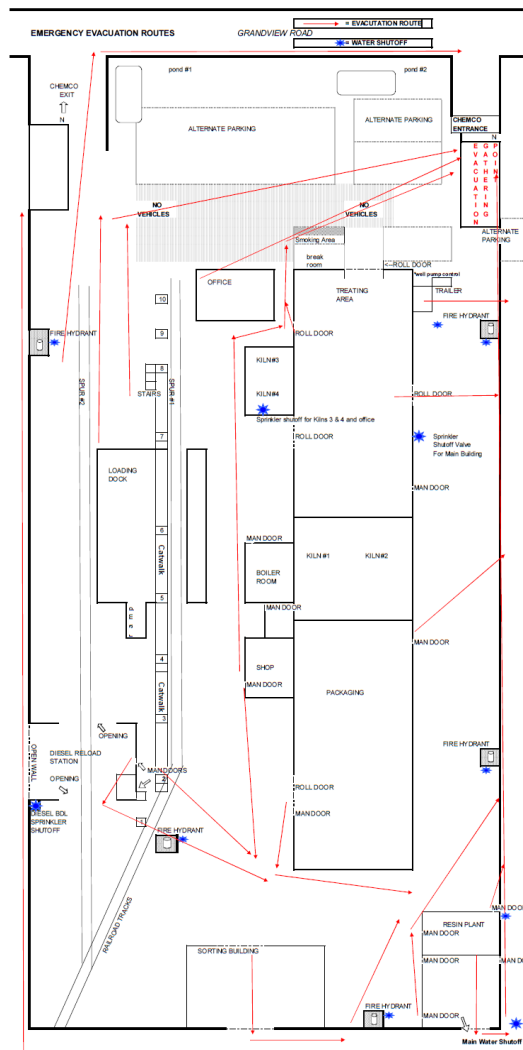 EMERGENCY EVACUATION ROUTES
GRANDVIEW ROAD
= EVACUTATION ROUTE
= WATER SHUTOFF
pond #1
pond #2
CHEMCO
EXIT
N
ALTERNATE PARKING
ALTERNATE PARKING
CHEMCO
ENTRANCE
N
EVACUATION
GATHERING
POINT
NO
VEHICLES
NO
VEHICLES
ALTERNATE
PARKING
Smoking Area
break
room
<--ROLL DOOR
*well pump control
OFFICE
TREATING
AREA
TRAILER
10
FIRE HYDRANT
FIRE HYDRANT
9
ROLL DOOR
KILN#3
8
STAIRS
SPUR #2
SPUR #1
KILN#4
ROLL DOOR
Sprinkler shutoff for Kilns 3 & 4 and office
7
ROLL DOOR
Sprinkler
Shutoff Valve
For Main Building
LOADING
DOCK
MAN DOOR
6
Catwalk
MAN DOOR
KILN #1
KILN #2
BOILER
ROOM
5
MAN DOOR
MAN DOOR
4
SHOP
Catwalk
MAN DOOR
PACKAGING
3
OPENING
OPEN WALL
DIESEL RELOAD
STATION
FIRE HYDRANT
MAN DOORS
OPENING
2
ROLL DOOR
DIESEL BDL
SPRINKLER
SHUTOFF
MAN DOOR
1
FIRE HYDRANT
RAILROAD TRACKS
MAN DOOR
RESIN PLANT
MAN DOOR
SORTING BUILDING
MAN DOOR
MAN DOOR
FIRE HYDRANT
MAN DOOR
Main Water Shutoff